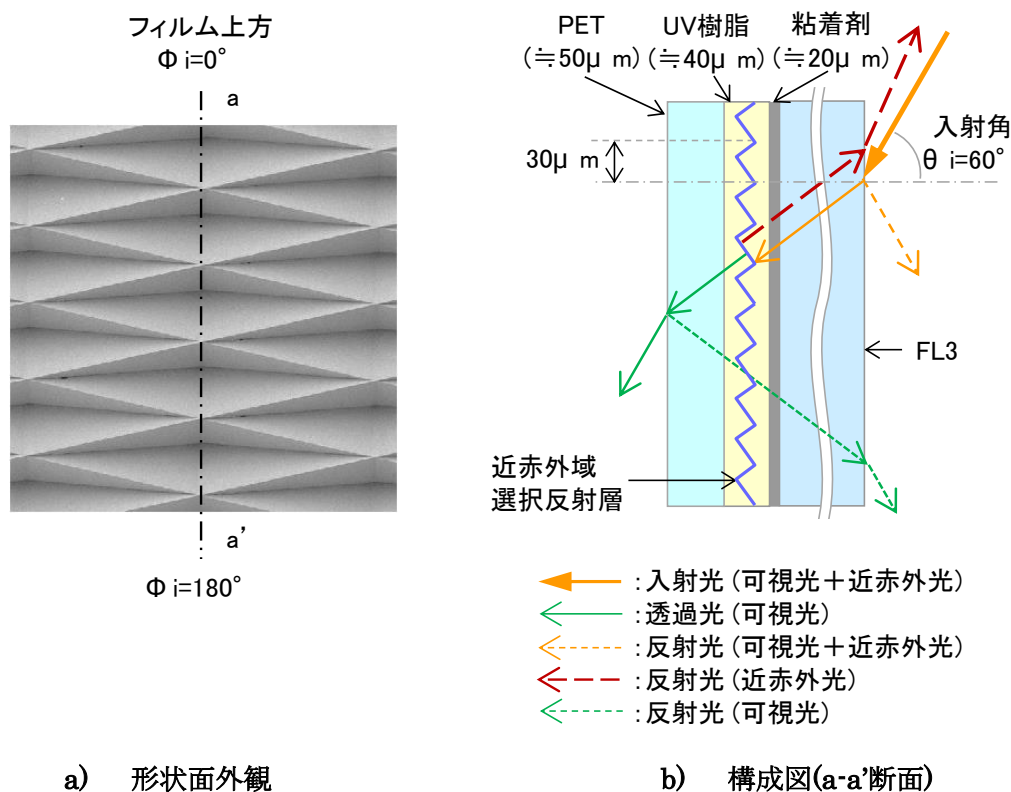 フィルム上方
Φ i=0°
a
a’
Φ i=180°
PET
(≒50μ m)
UV樹脂
(≒40μ m)
粘着剤
(≒20μ m)
入射角
θ i=60°
30μ m
FL3
近赤外域
選択反射層
:入射光(可視光+近赤外光)
:透過光(可視光)
:反射光(可視光+近赤外光)
:反射光(近赤外光)
:反射光(可視光)
a) 形状面外観
b) 構成図(a-a’断面)